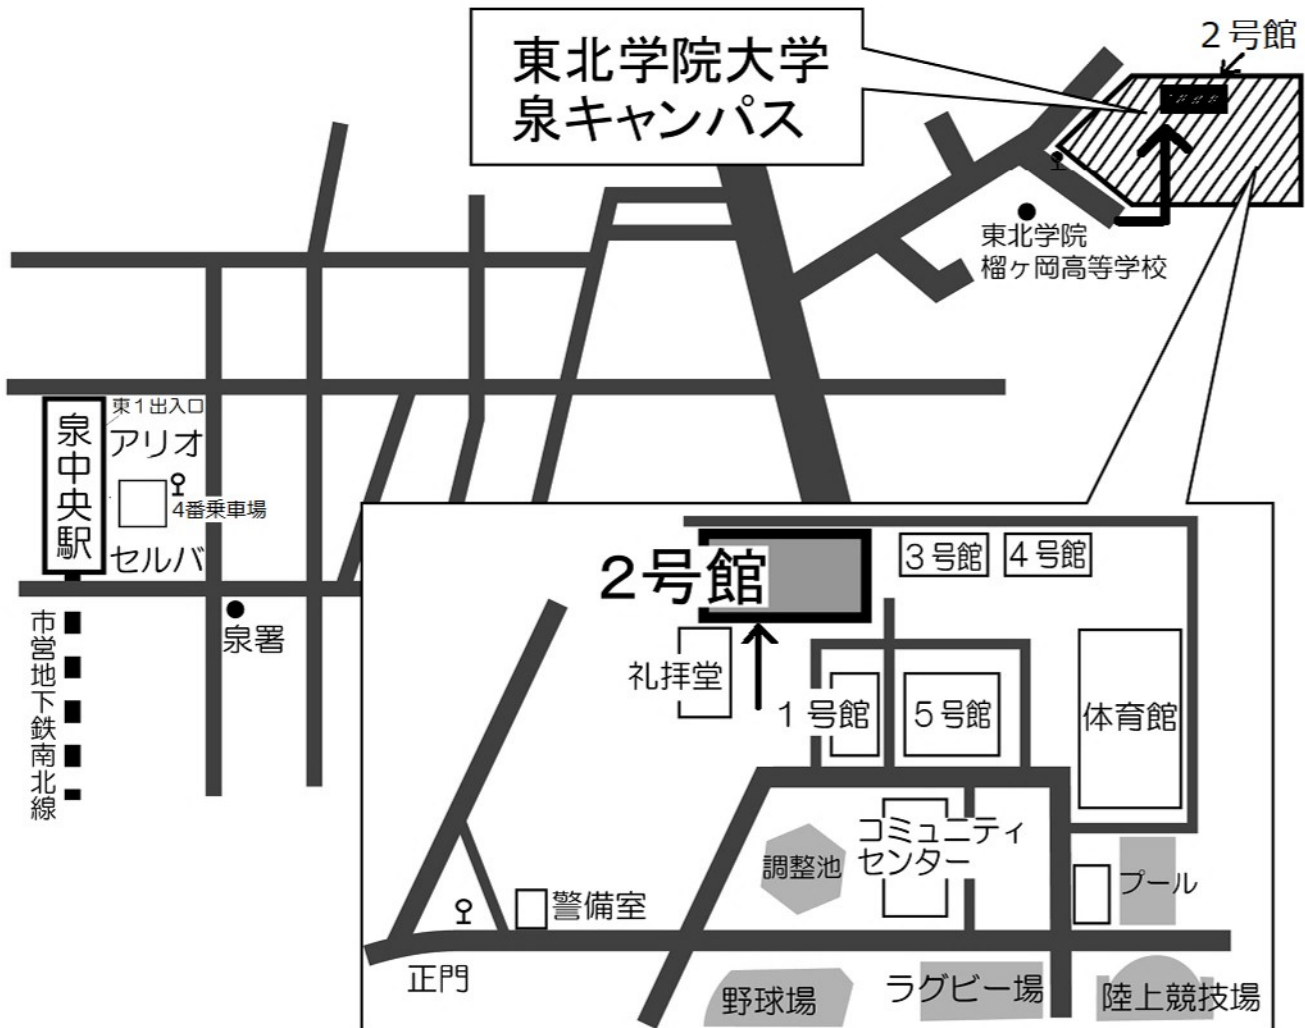 東北学院大学
泉キャンパス
2号館
東北学院
榴ヶ岡高等学校
東1出入口
アリオ
泉中央駅
4番乗車場
セルバ
泉署
市営地下鉄南北線
2号館
3号館
4号館
礼拝堂
1号館
5号館
体育館
コミュニティ
センター
調整池
プール
警備室
正門
野球場
ラグビー場
陸上競技場